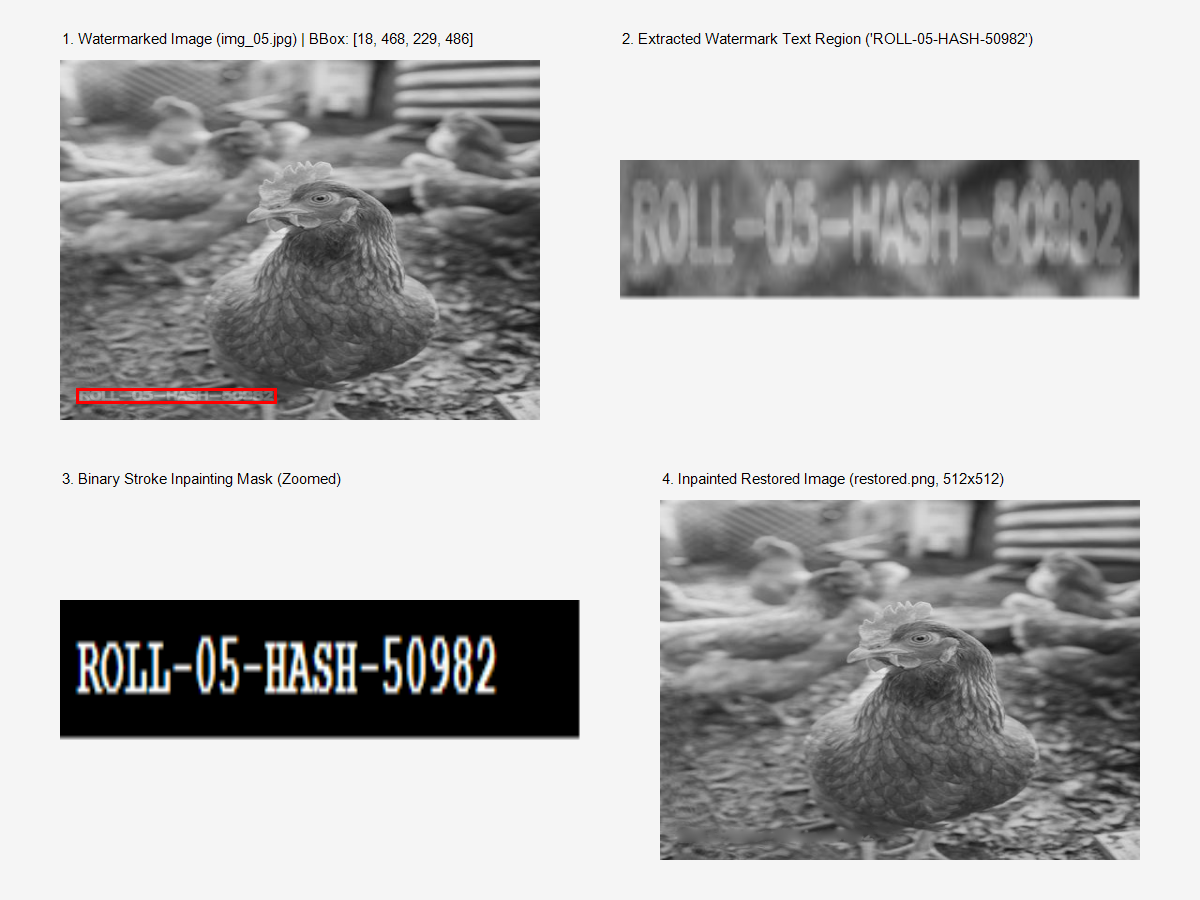 1. Watermarked Image (img_05.jpg) | BBox: [18, 468, 229, 486]
2. Extracted Watermark Text Region ('ROLL-05-HASH-50982')
ROLL-05-HASH-50982
ROLL-05-HASH-50982
3. Binary Stroke Inpainting Mask (Zoomed)
4. Inpainted Restored Image (restored.png, 512x512)
ROLL-05-HASH-50982